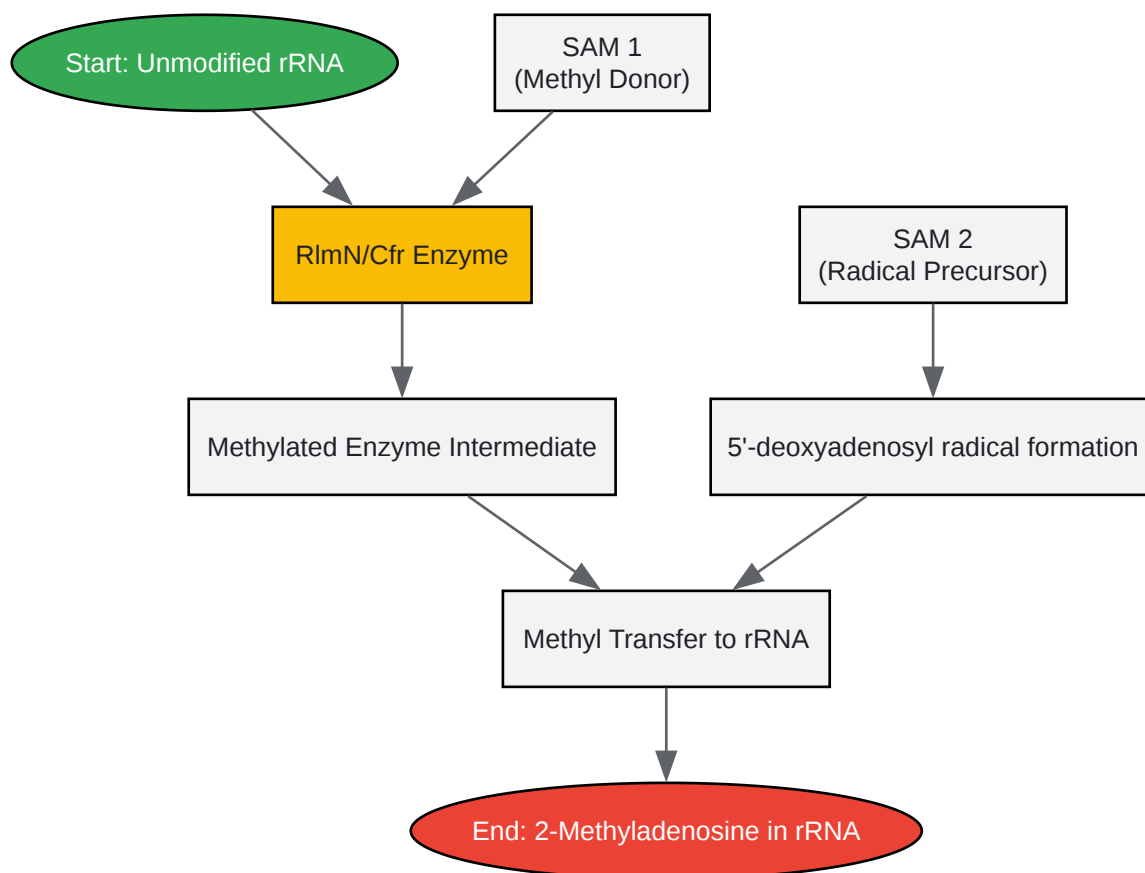 Start: Unmodified rRNA
SAM 1
(Methyl Donor)
RlmN/Cfr Enzyme
SAM 2
(Radical Precursor)
Methylated Enzyme Intermediate
5'-deoxyadenosyl radical formation
Methyl Transfer to rRNA
End: 2-Methyladenosine in rRNA